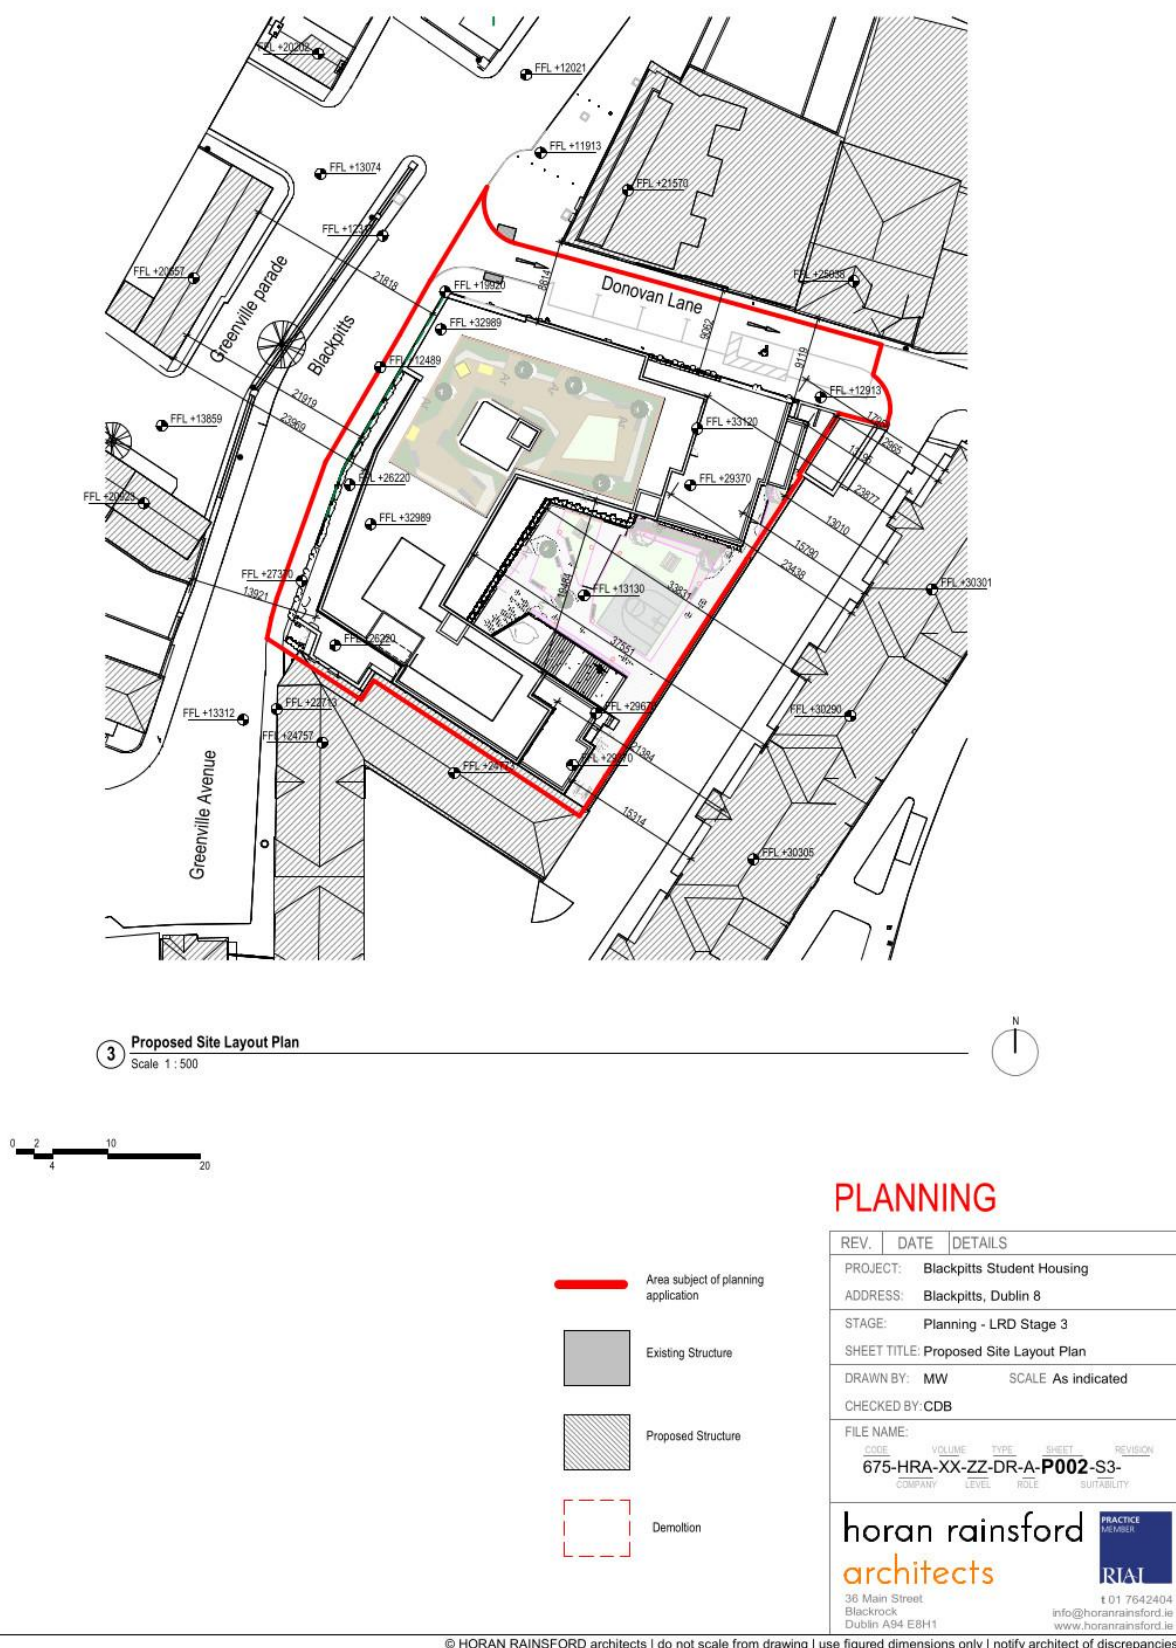 FFL +20202
FFL +12021
FFL +11913
FFL +13074
FFL +21570
FFL +20557
21818
FFL +19920
8814
Donovan Lane
FFL +25038
Greenville parade
Blackpitts
FFL +32989
9062
9119
FFL +12489
FFL +12913
21919
23969
FFL +13859
FFL +33120
2965
FFL +20923
FFL +26220
FFL +29370
23877
FFL +32989
13010
15790
23438
FFL +27370
13921
FFL +13130
33831
FFL +30301
37551
FFL +26220
FFL +13312
FFL +22713
FFL +30290
FFL +24757
21384
Greenville Avenue
15314
FFL +30305
3 Proposed Site Layout Plan
Scale 1 : 500
N
0 2 10
4 20
PLANNING
REV. DATE DETAILS
PROJECT: Blackpitts Student Housing
ADDRESS: Blackpitts, Dublin 8
STAGE: Planning - LRD Stage 3
SHEET TITLE: Proposed Site Layout Plan
DRAWN BY: MW SCALE As indicated
CHECKED BY: CDB
FILE NAME:
CODE VOLUME TYPE SHEET REVISION
675-HRA-XX-ZZ-DR-A-P002-S3-
COMPANY LEVEL ROLE SUITABILITY
Area subject of planning
application
Existing Structure
Proposed Structure
Demoltion
horan rainsford
architects
PRACTICE
MEMBER
RIAI
36 Main Street
Blackrock
Dublin A94 E8H1
t 01 7642404
info@horanrainsford.ie
www.horanrainsford.ie
© HORAN RAINSFORD architects | do not scale from drawing | use figured dimensions only | notify architect of discrepancies